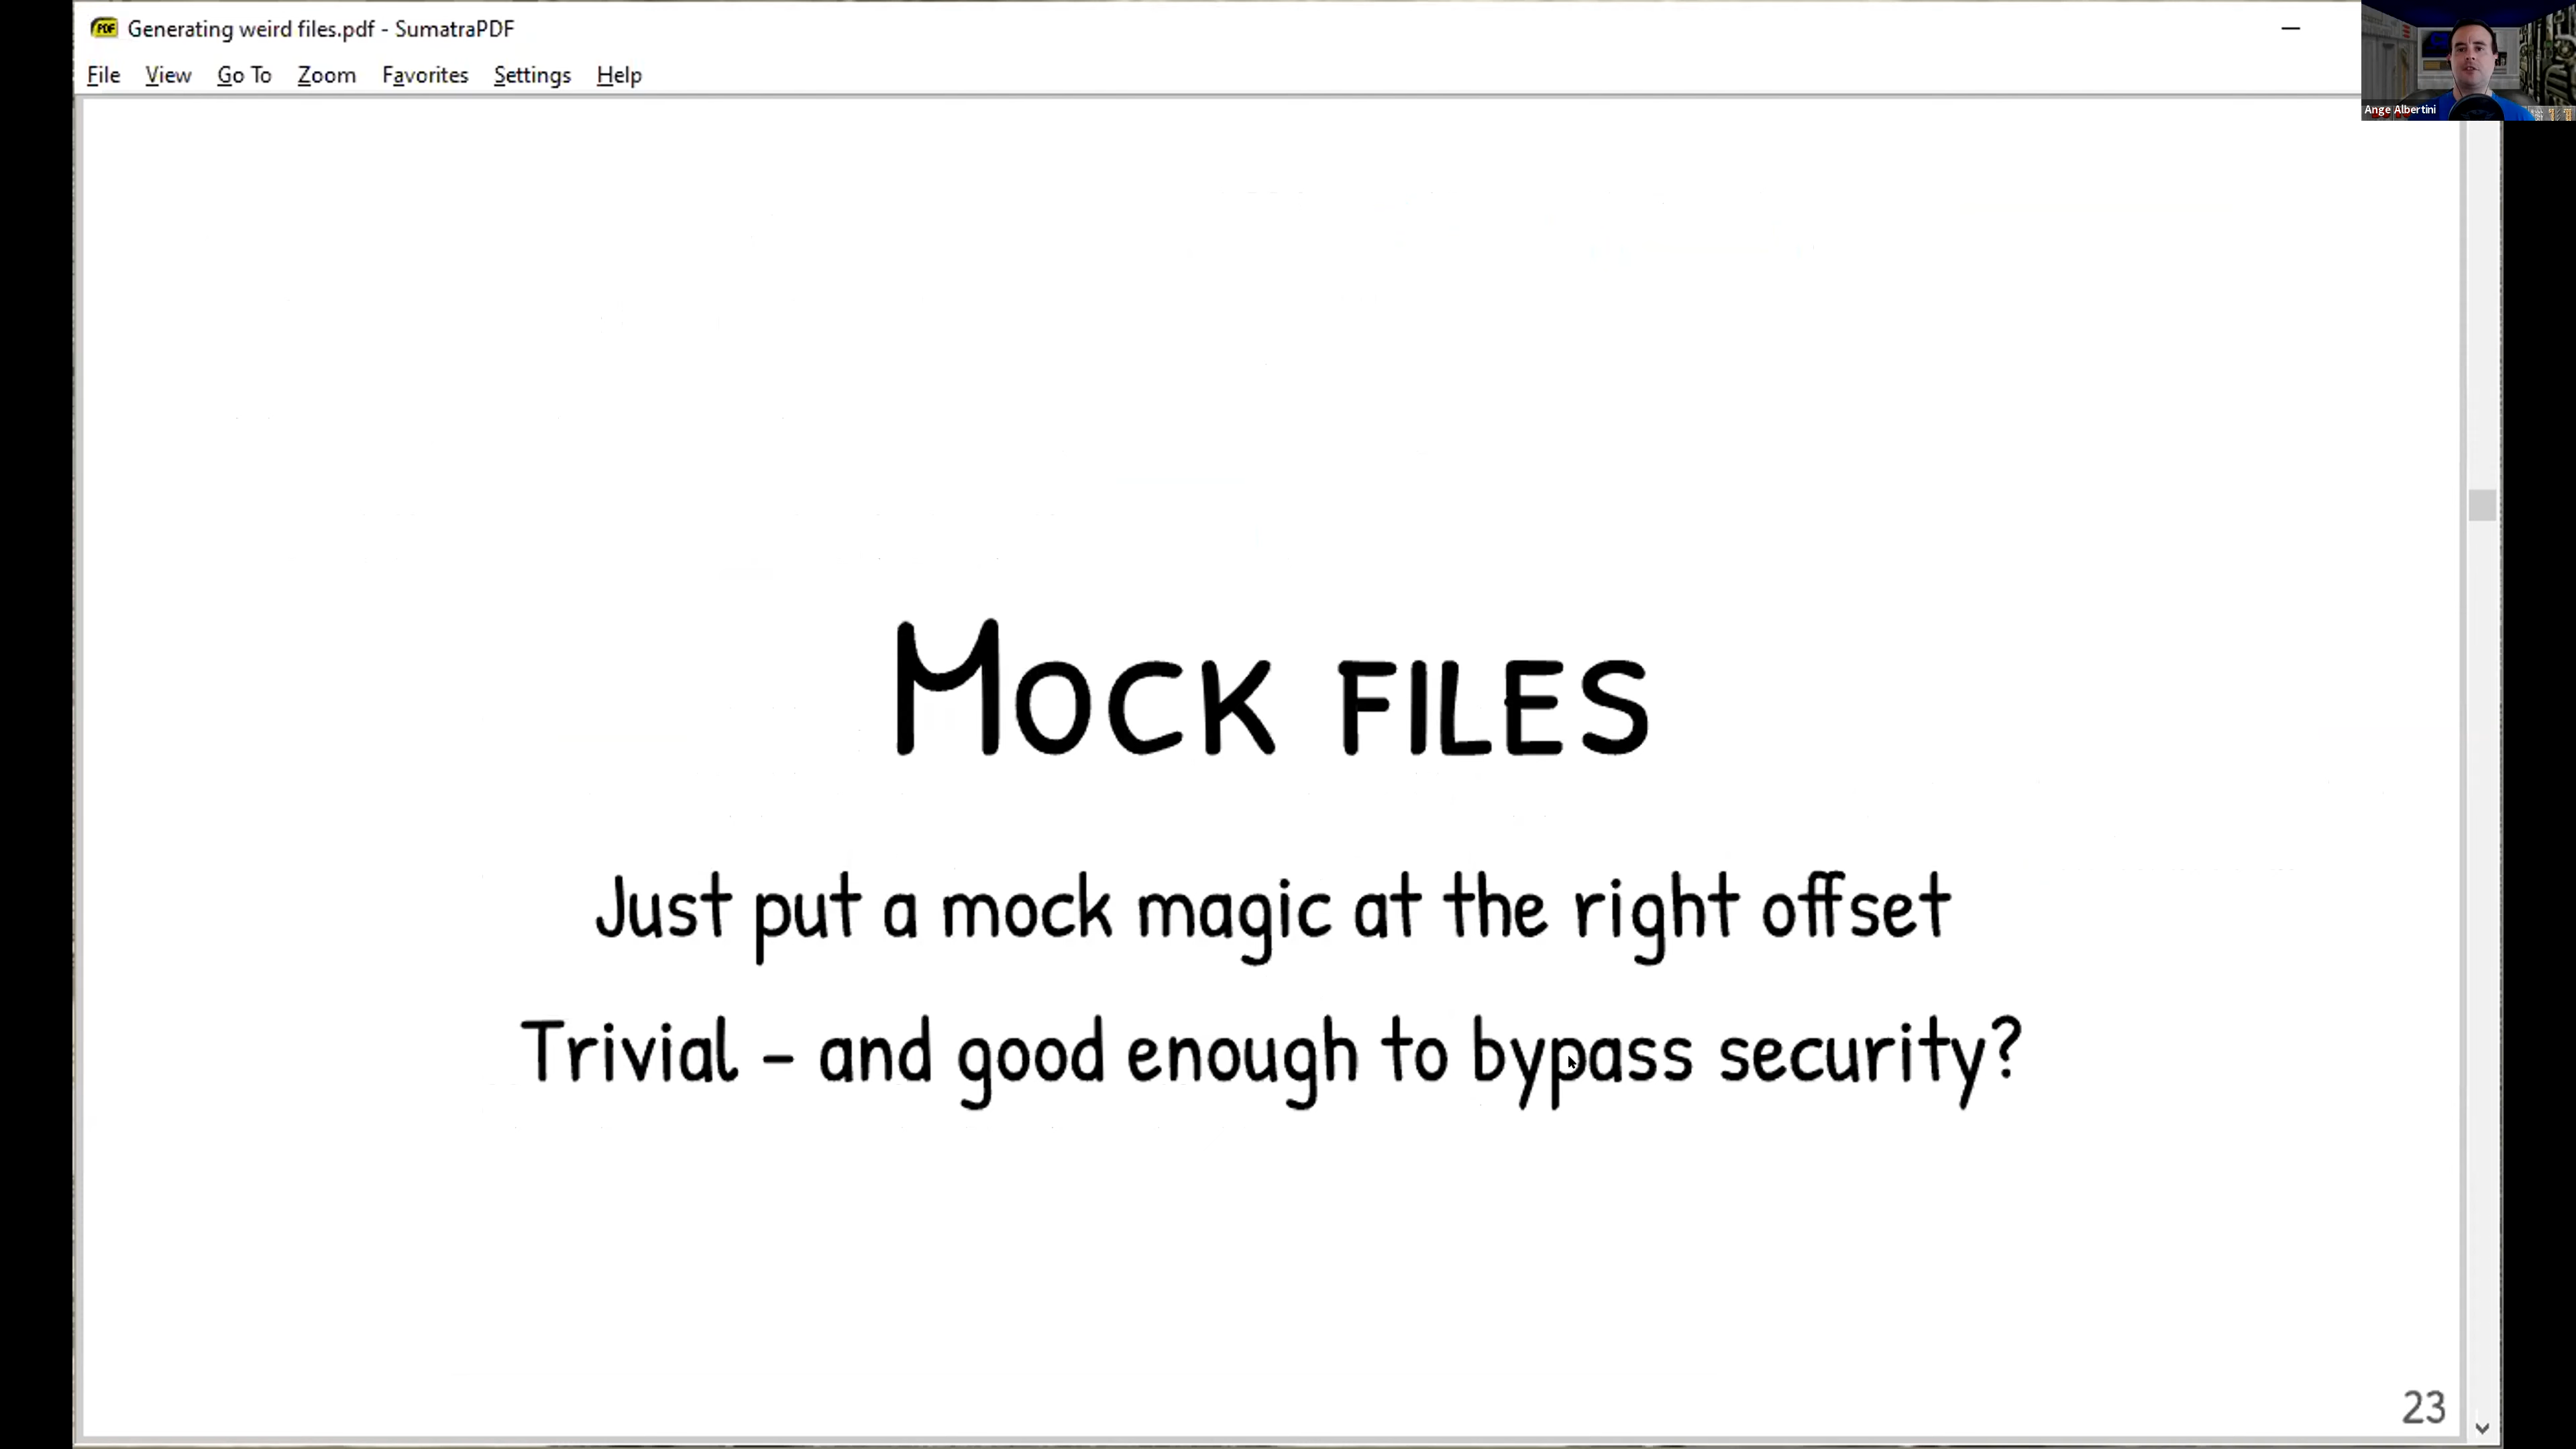 Generating weird files.pdf - SumatraPDF
File View Go To Zoom Favorites Settings Help
Ange Albertini
Mock files
Just put a mock magic at the right offset
Trivial – and good enough to bypass security?
23